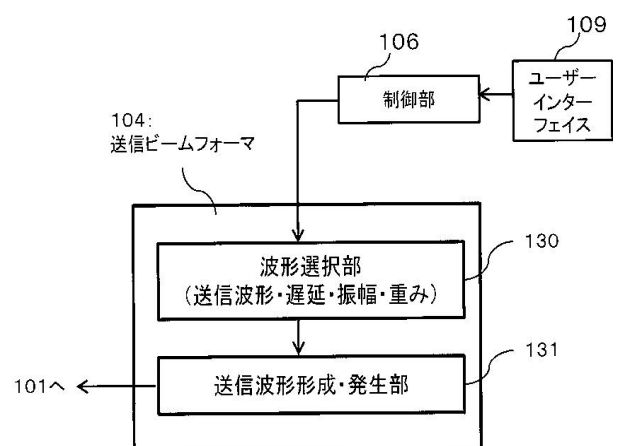 109
106
ユーザー
インター
フェイス
制御部
104:
送信ビームフォーマ
130
波形選択部
(送信波形・遅延・振幅・重み)
131
送信波形形成・発生部
101へ